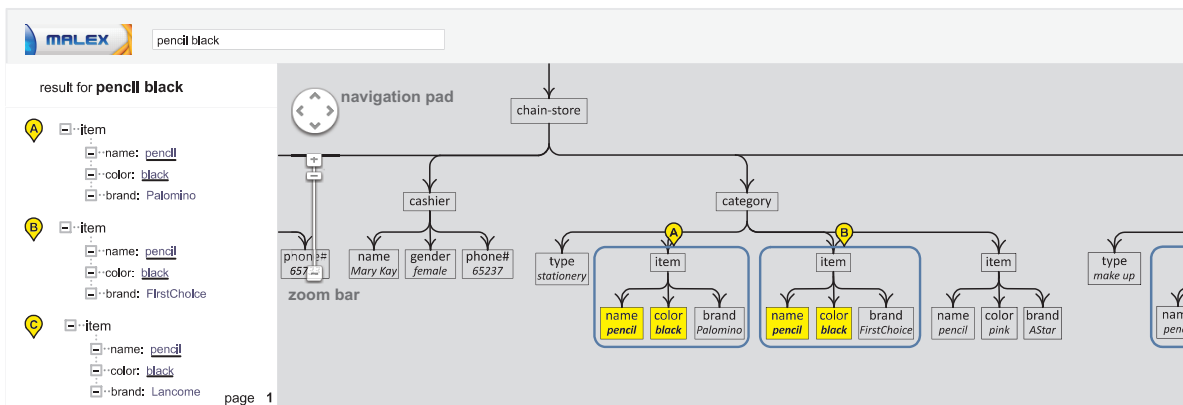 MALEX
pencil black
result for pencil black
A
item
name: pencil
color: black
brand: Palomino
B
item
name: pencil
color: black
brand: FirstChoice
C
item
name: pencil
color: black
brand: Lancome
page 1
navigation pad
zoom bar
chain-store
cashier
category
phone#
name
Mary Kay
gender
female
phone#
65237
type
stationery
A
item
name
pencil
color
black
brand
Palomino
B
item
name
pencil
color
black
brand
FirstChoice
item
name
pencil
color
pink
brand
AStar
type
make up